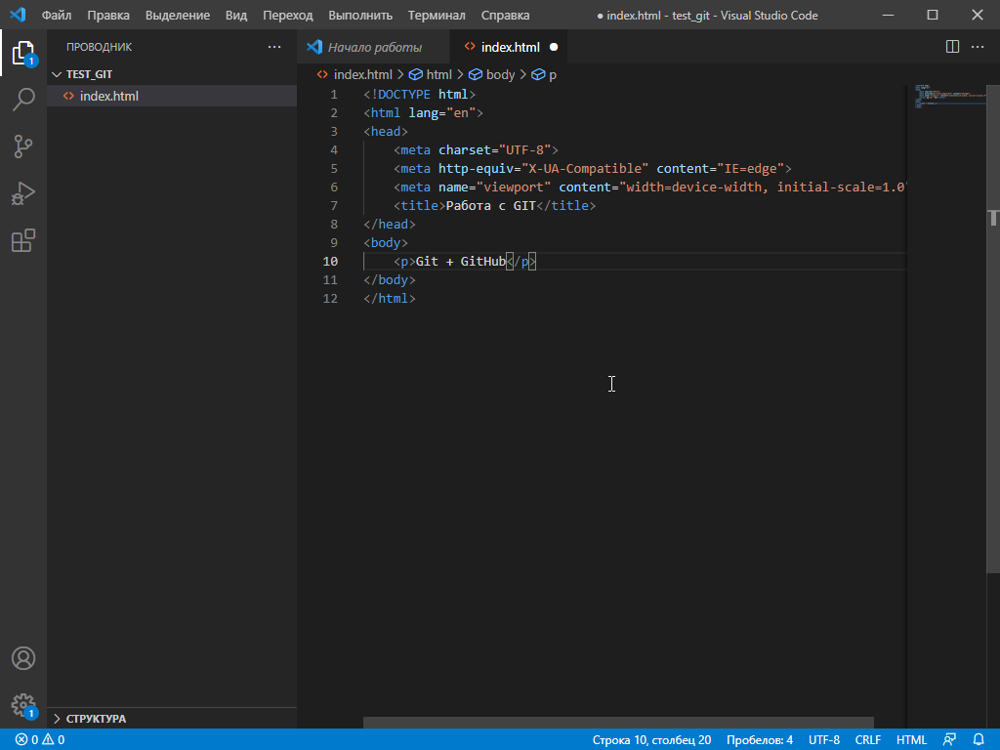 Файл Правка Выделение Вид Переход Выполнить Терминал Справка ● index.html - test_git - Visual Studio Code
ПРОВОДНИК ···
Начало работы
index.html ●
TEST_GIT
index.html
index.html > html > body > p
1 <!DOCTYPE html>
2 <html lang="en">
3 <head>
4 <meta charset="UTF-8">
5 <meta http-equiv="X-UA-Compatible" content="IE=edge">
6 <meta name="viewport" content="width=device-width, initial-scale=1.0"
7 <title>Работа с GIT</title>
8 </head>
9 <body>
10 <p>Git + GitHub</p>
11 </body>
12 </html>
1
1
СТРУКТУРА
0 0 Строка 10, столбец 20 Пробелов: 4 UTF-8 CRLF HTML